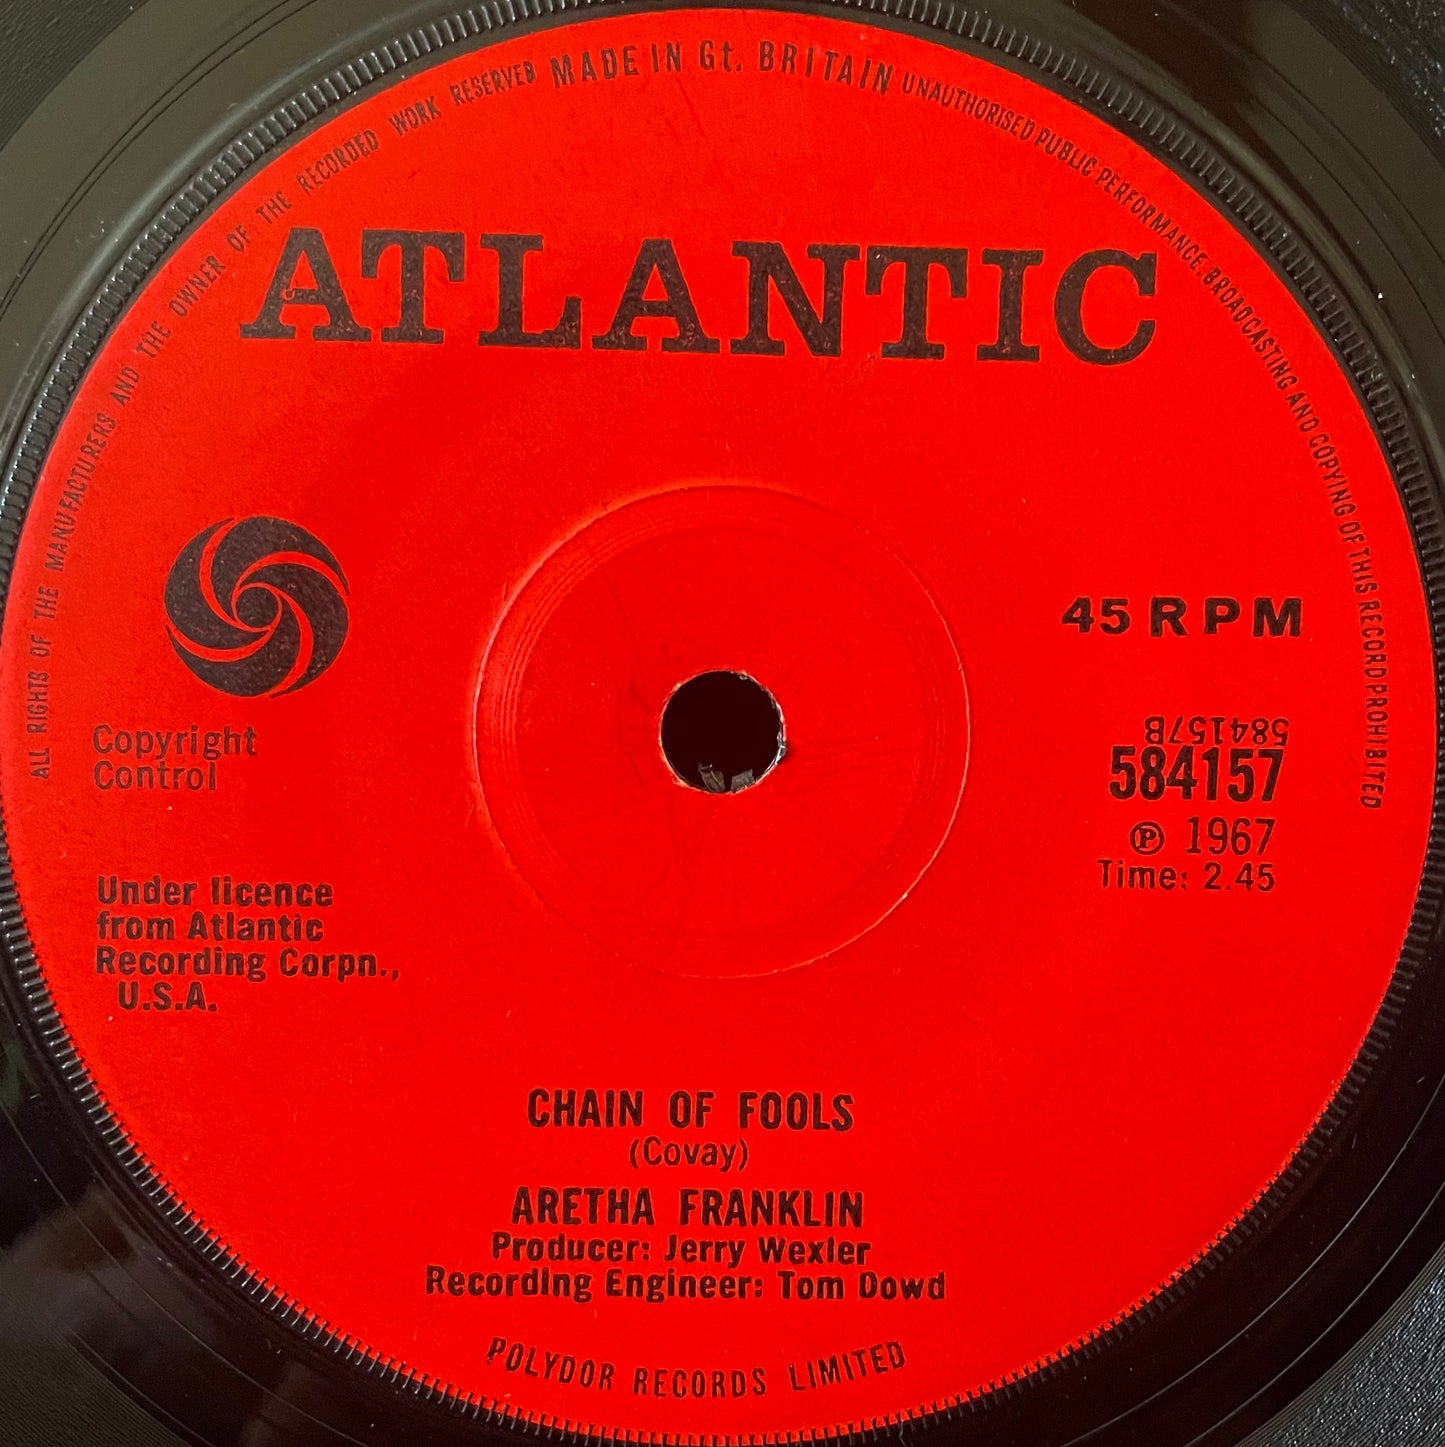 ALL RIGHTS OF THE MANUFACTURERS AND THE OWNER OF THE RECORDED WORK RESERVED MADE IN Gt. BRITAIN UNAUTHORISED PUBLIC PERFORMANCE. BROADCASTING AND COPYING OF THIS RECORD PROHIBITED
ATLANTIC
45 RPM
Copyright
Control
584157B
584157
℗ 1967
Time: 2.45
Under licence
from Atlantic
Recording Corpn.,
U.S.A.
CHAIN OF FOOLS
(Covay)
ARETHA FRANKLIN
Producer: Jerry Wexler
Recording Engineer: Tom Dowd
POLYDOR RECORDS LIMITED